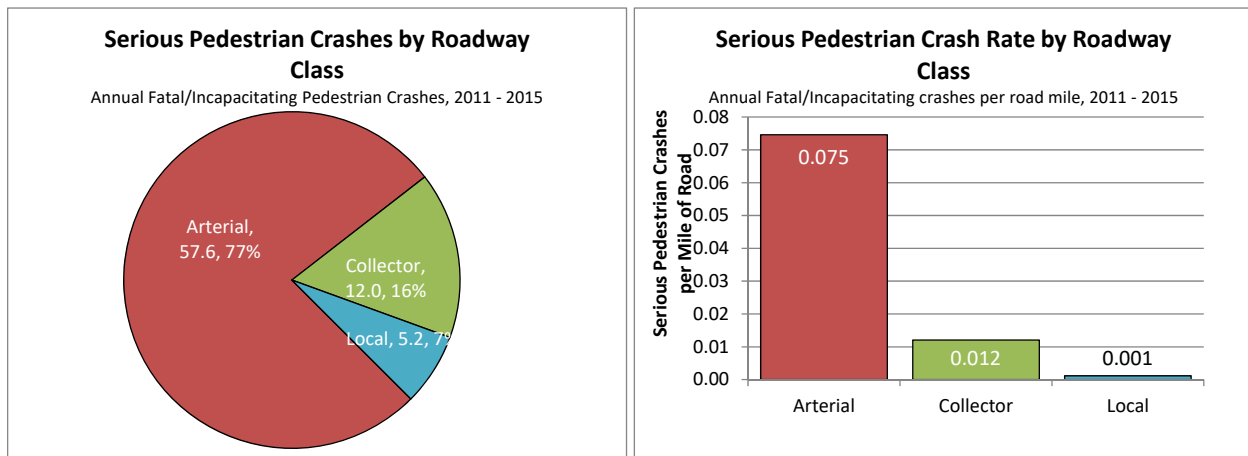 Serious Pedestrian Crashes by Roadway
Class
Annual Fatal/Incapacitating Pedestrian Crashes, 2011 - 2015
Arterial,
57.6, 77%
Collector,
12.0, 16%
Local, 5.2, 7%
Serious Pedestrian Crash Rate by Roadway
Class
Annual Fatal/Incapacitating crashes per road mile, 2011 - 2015
Serious Pedestrian Crashes
per Mile of Road
0.08
0.07
0.06
0.05
0.04
0.03
0.02
0.01
0.00
0.075
0.012
0.001
Arterial
Collector
Local